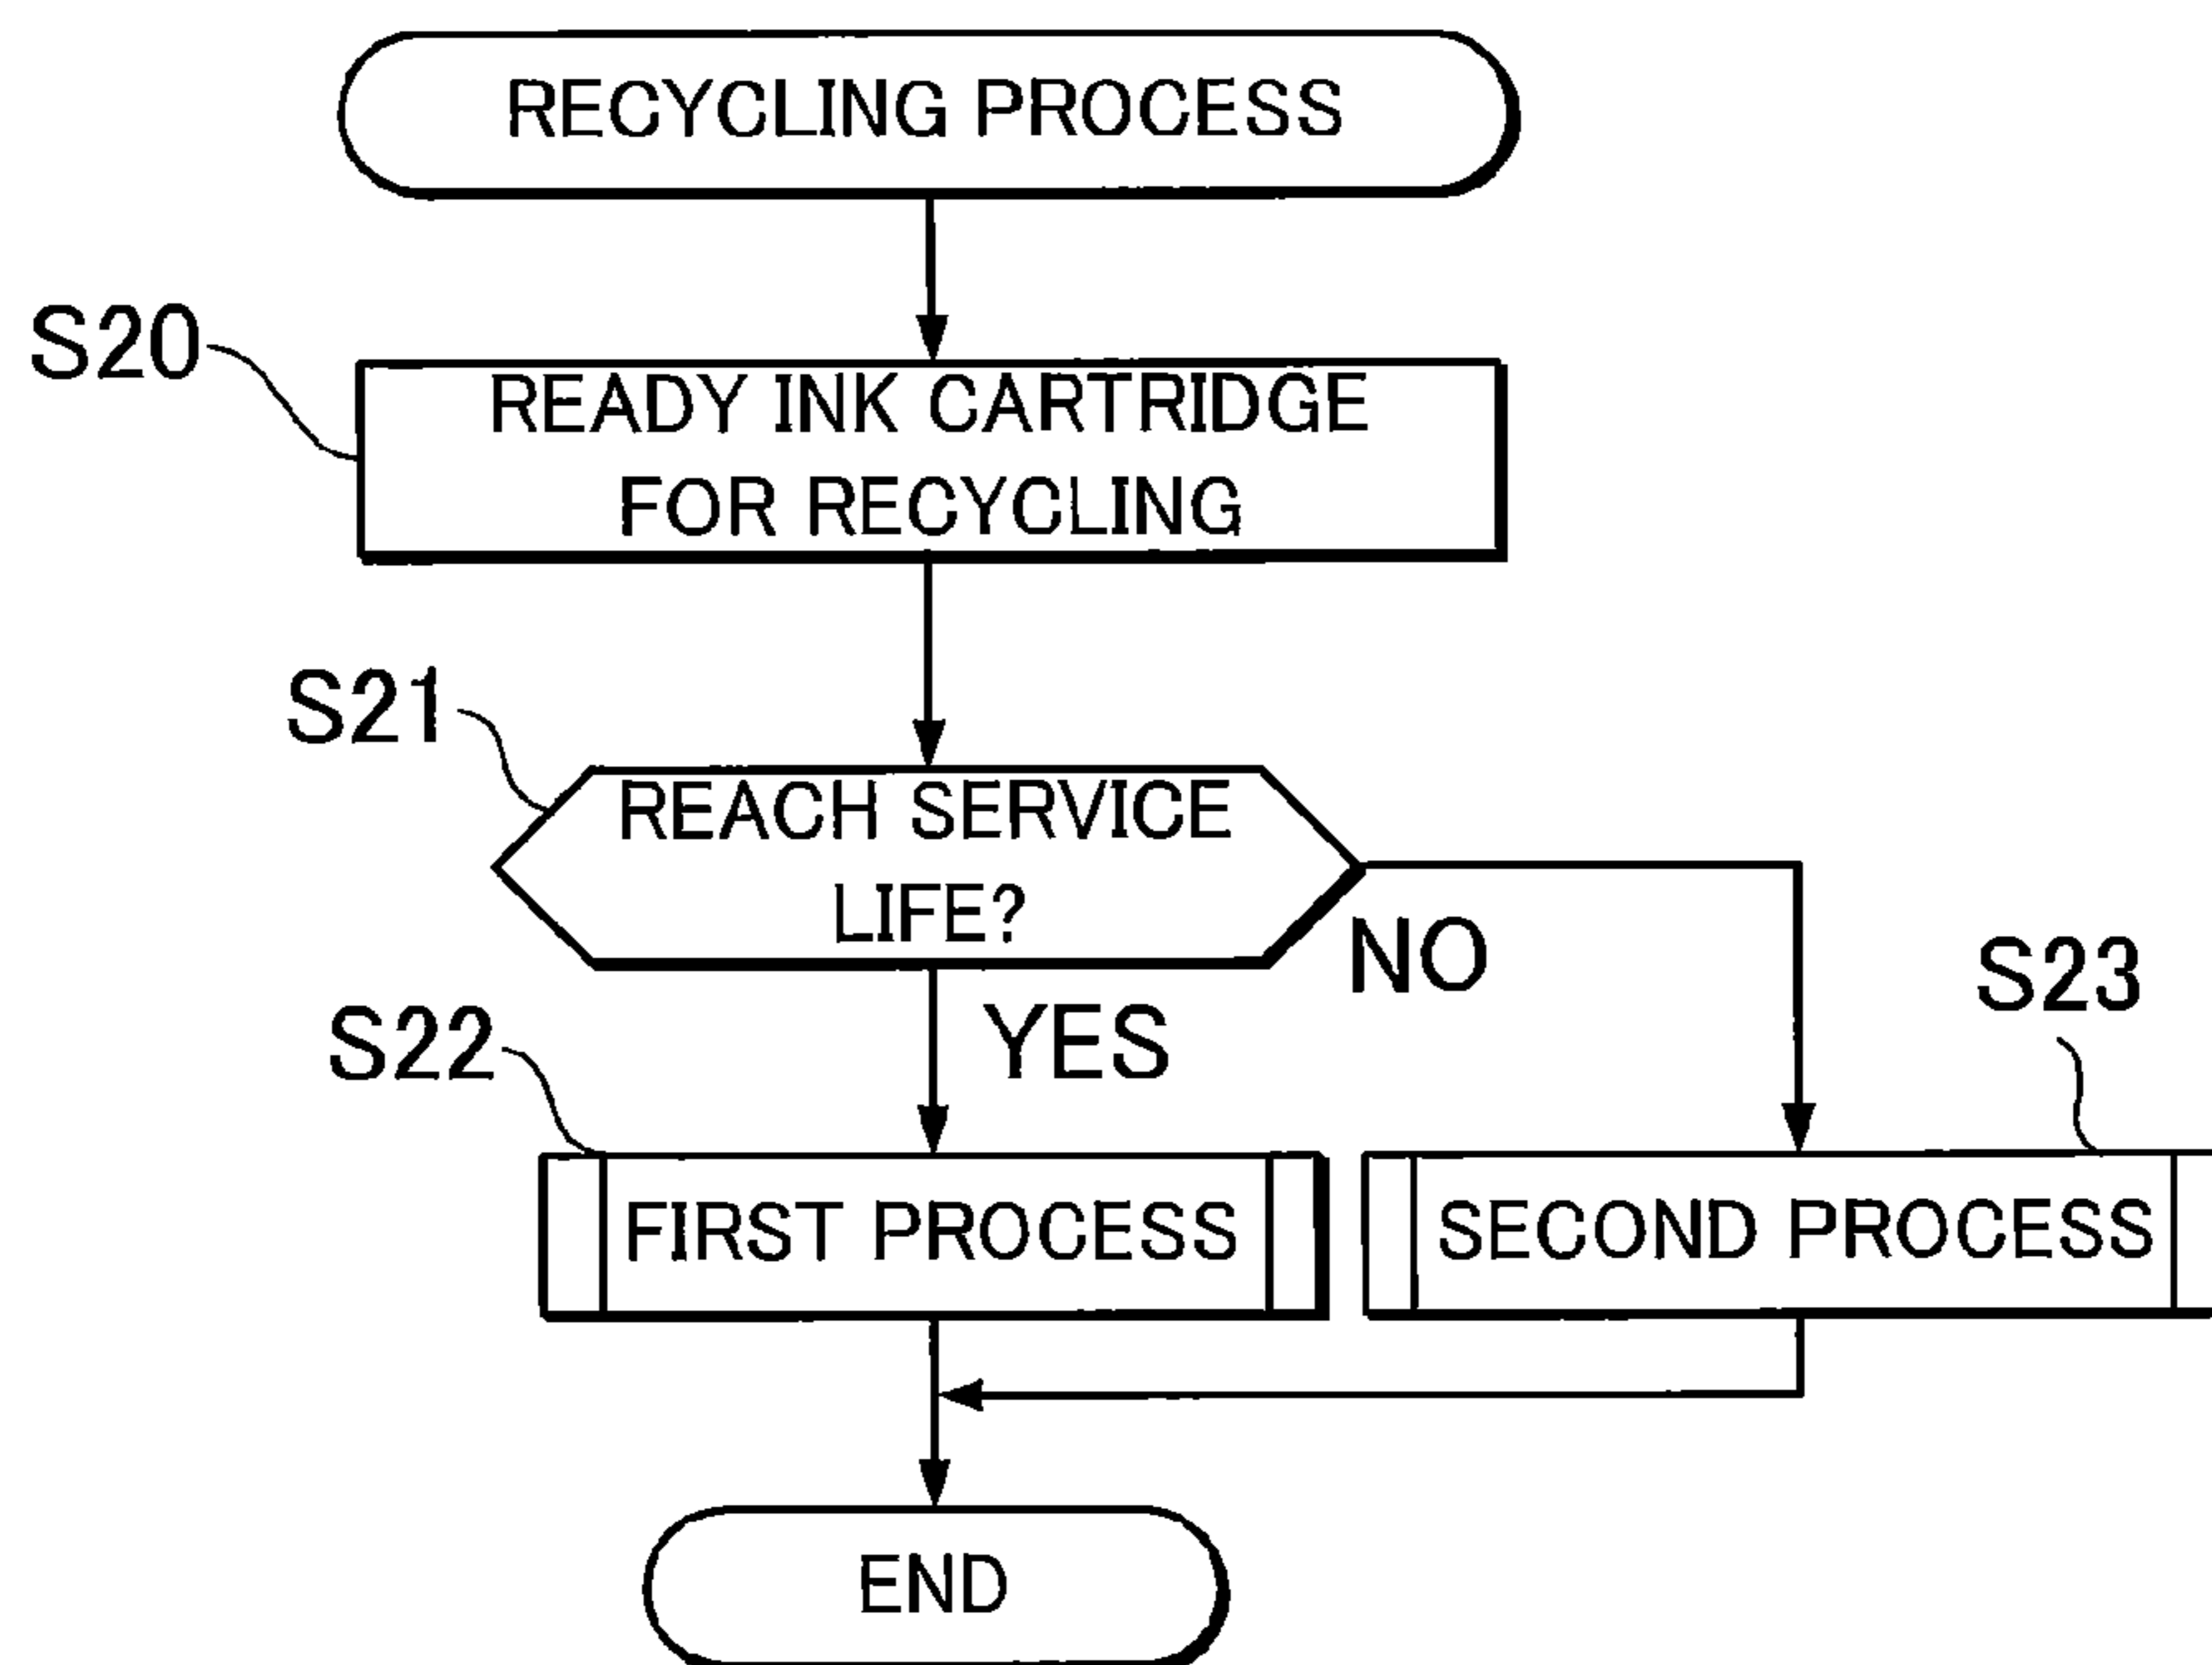 RECYCLING PROCESS
S20
READY INK CARTRIDGE
FOR RECYCLING
S21
REACH SERVICE
LIFE?
NO
S23
S22
YES
FIRST PROCESS
SECOND PROCESS
END